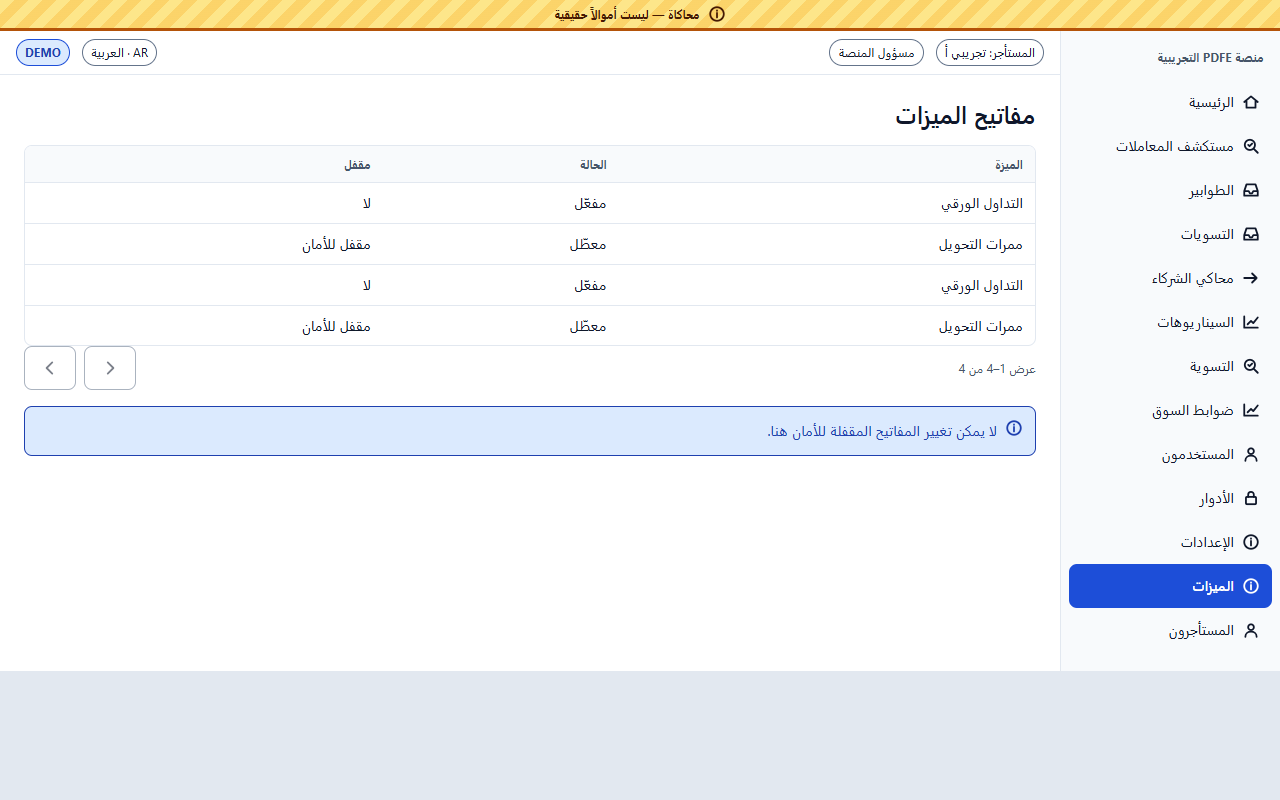 محاكاة — ليست أموالاً حقيقية
منصة PDFE التجريبية
الرئيسية
مستكشف المعاملات
الطوابير
التسويات
محاكي الشركاء
السيناريوهات
التسوية
ضوابط السوق
المستخدمون
الأدوار
الإعدادات
الميزات
المستأجرون
المستأجر: تجريبي أ
مسؤول المنصة
AR · العربية
DEMO
مفاتيح الميزات
الميزة الحالة مقفل
التداول الورقي مفعّل لا
ممرات التحويل معطّل مقفل للأمان
التداول الورقي مفعّل لا
ممرات التحويل معطّل مقفل للأمان
عرض 1–4 من 4
لا يمكن تغيير المفاتيح المقفلة للأمان هنا.